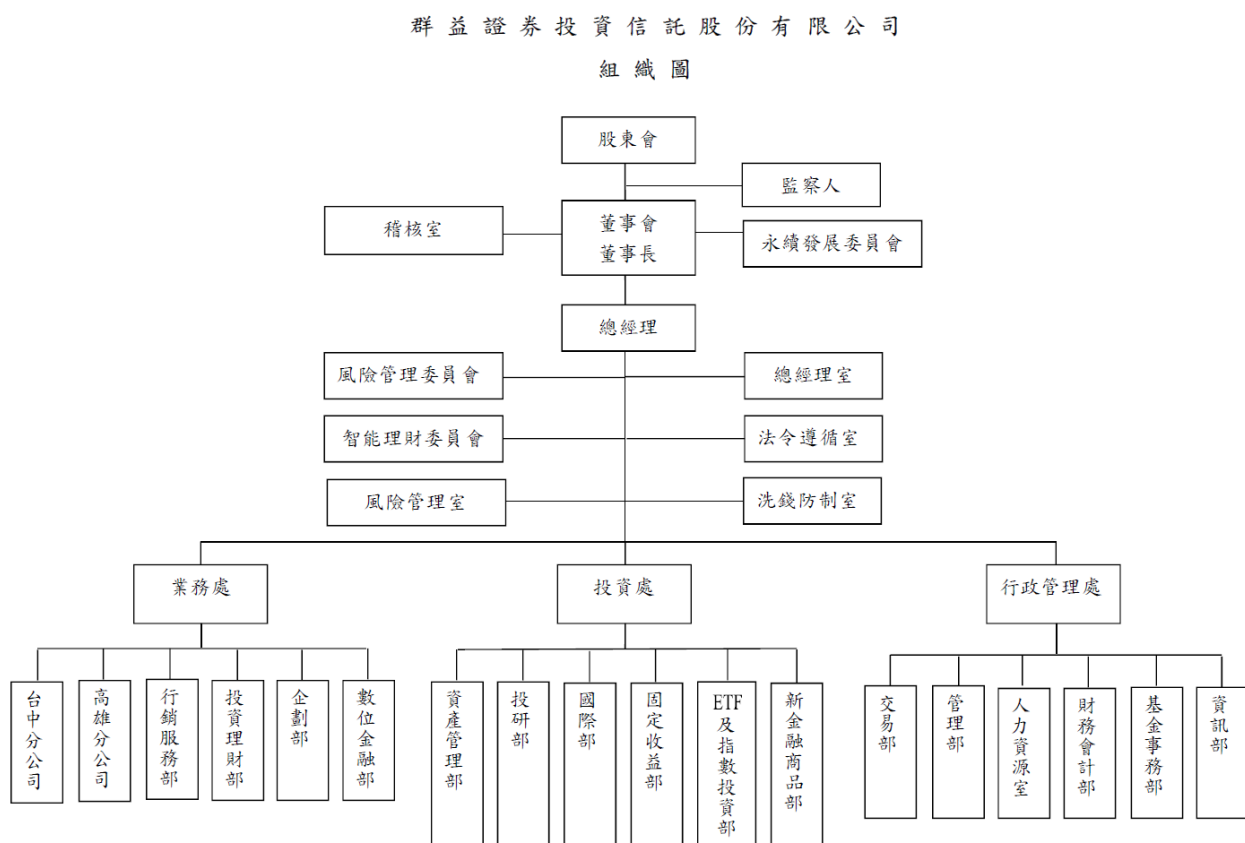 群益證券投資信託股份有限公司
組織圖
股東會
監察人
稽核室
董事會
董事長
永續發展委員會
總經理
風險管理委員會
總經理室
智能理財委員會
法令遵循室
風險管理室
洗錢防制室
業務處
投資處
行政管理處
台中分公司
高雄分公司
行銷服務部
投資理財部
企劃部
數位金融部
資產管理部
投研部
國際部
固定收益部
ETF及指數投資部
新金融商品部
交易部
管理部
人力資源室
財務會計部
基金事務部
資訊部